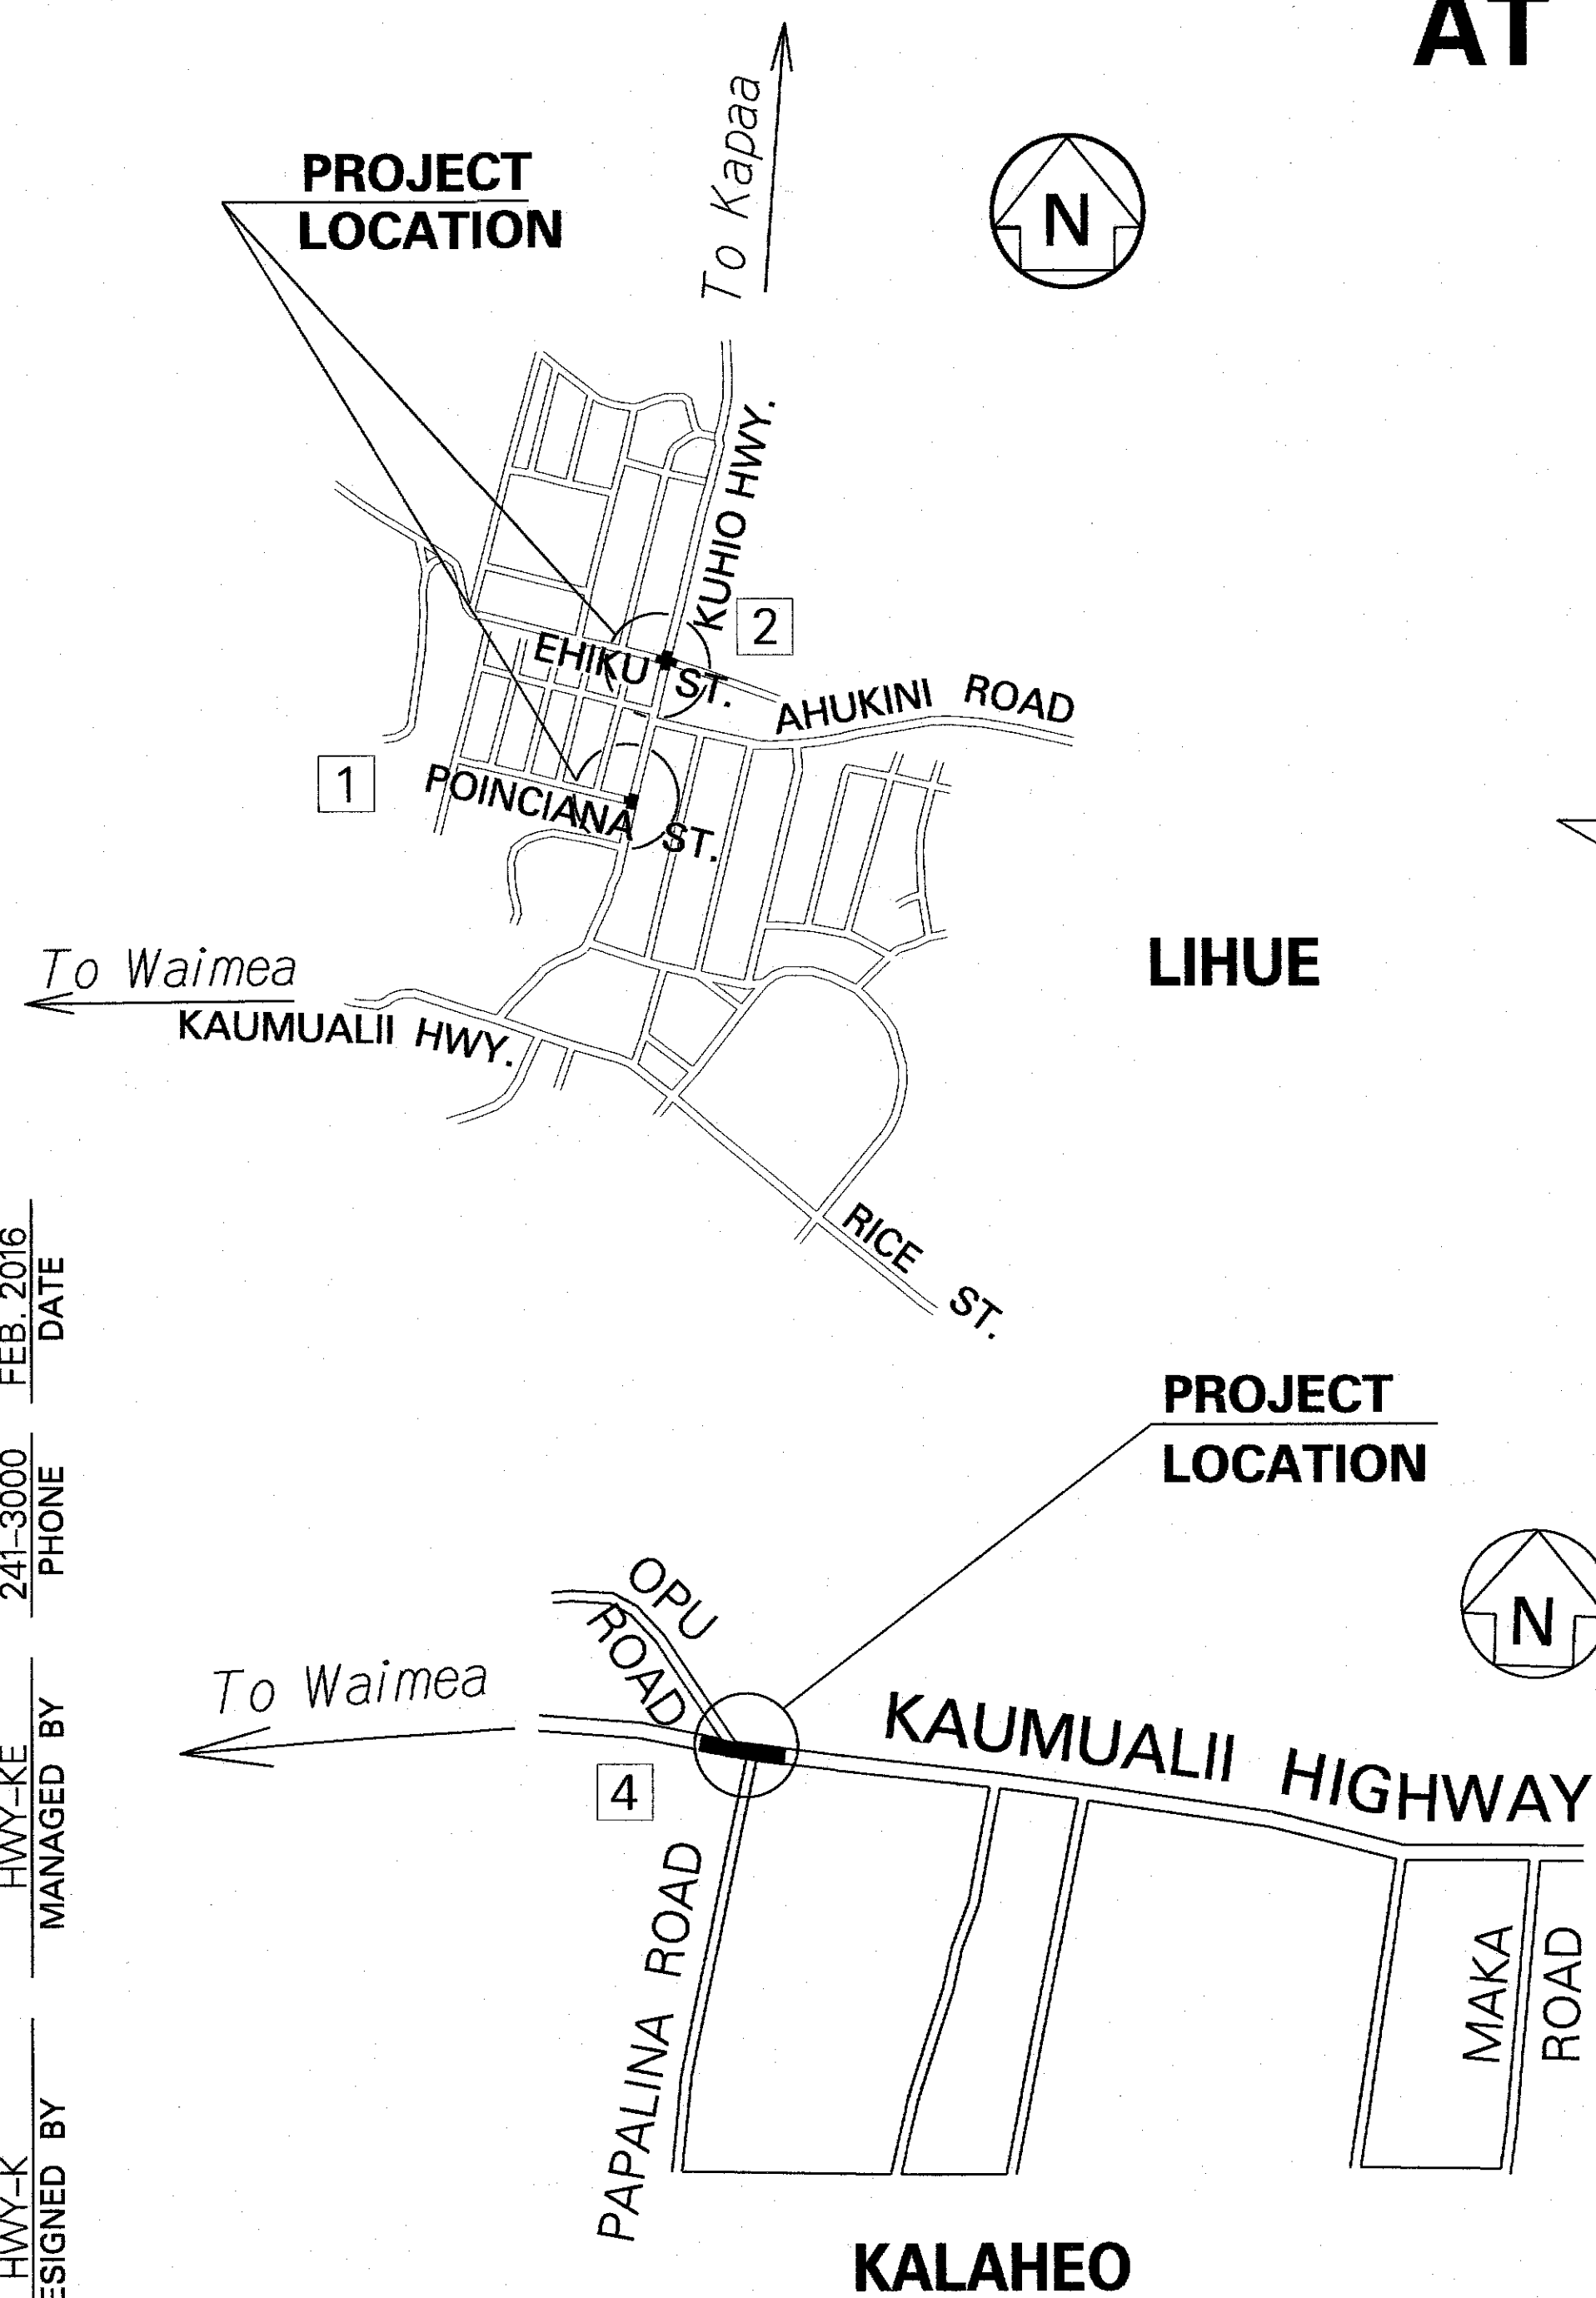 AT
PROJECT
LOCATION
To Kapaa
N
KUHIO HWY.
2
EHIKU ST.
AHUKINI ROAD
1
POINCIANA ST.
LIHUE
To Waimea
KAUMUALII HWY.
RICE ST.
FEB. 2016
DATE
PROJECT
LOCATION
241-3000
PHONE
N
OPU
ROAD
To Waimea
KAUMUALII HIGHWAY
4
HWY-KE
MANAGED BY
PAPALINA ROAD
MAKA
ROAD
HWY-K
ESIGNED BY
KALAHEO